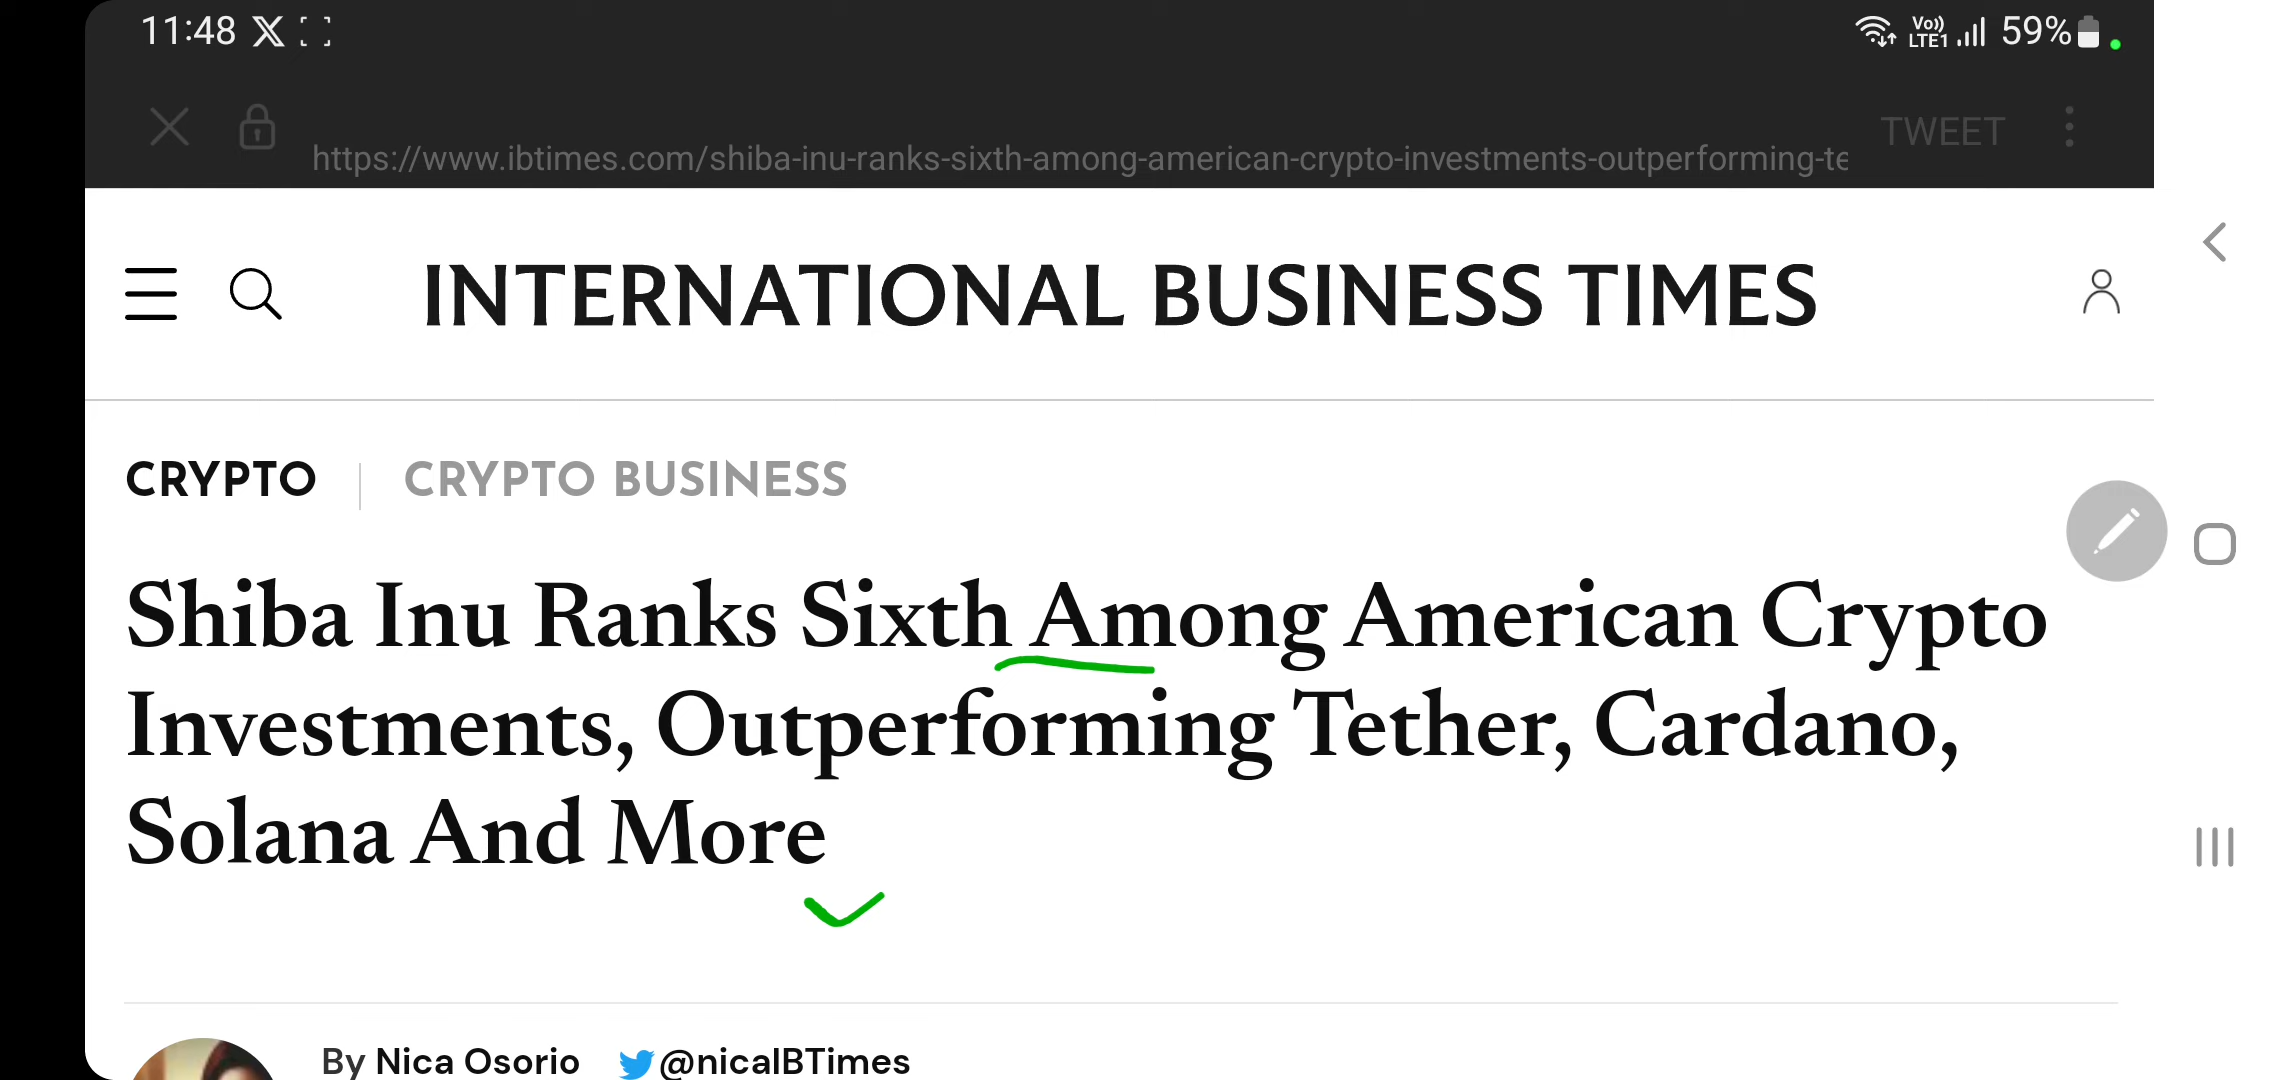 11:48
Vo)) LTE1 59%
https://www.ibtimes.com/shiba-inu-ranks-sixth-among-american-crypto-investments-outperforming-te
TWEET
INTERNATIONAL BUSINESS TIMES
CRYPTO | CRYPTO BUSINESS
Shiba Inu Ranks Sixth Among American Crypto
Investments, Outperforming Tether, Cardano,
Solana And More
By Nica Osorio @nicaIBTimes